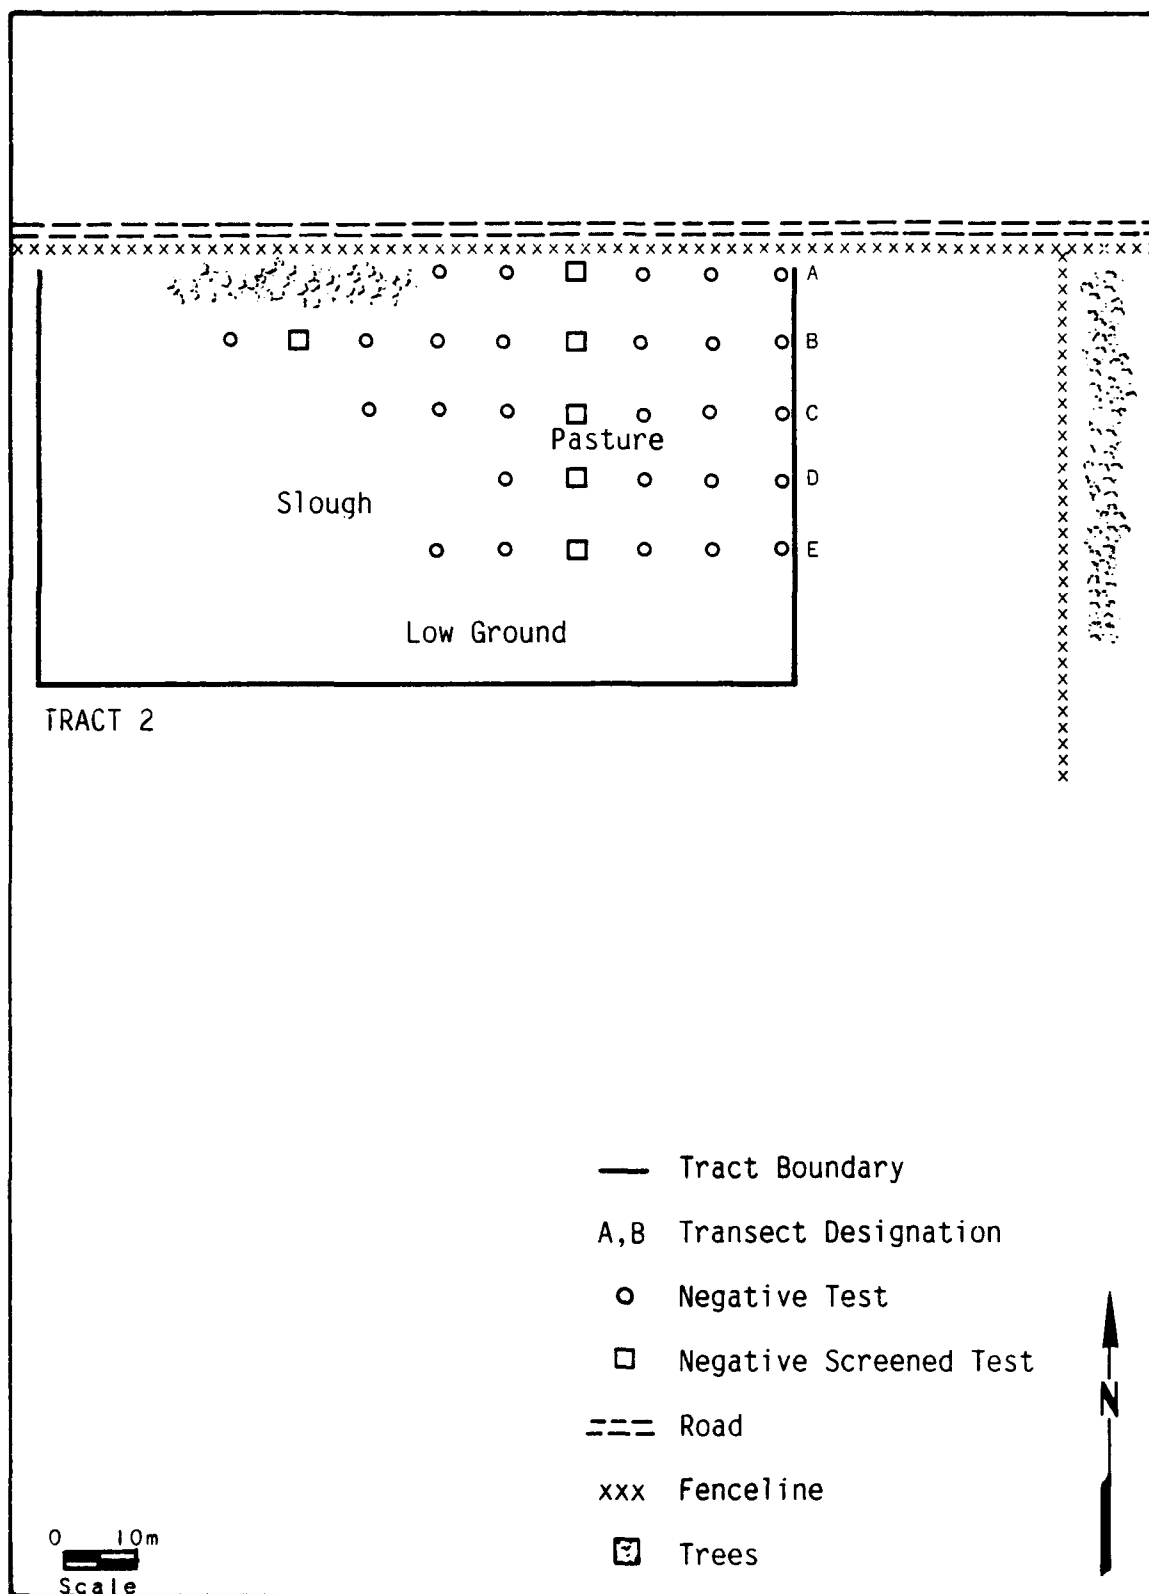 A
B
C
Pasture
D
Slough
E
Low Ground
TRACT 2
Tract Boundary
A,B Transect Designation
Negative Test
Negative Screened Test
Road
xxx Fenceline
Trees
N
0 10m
Scale